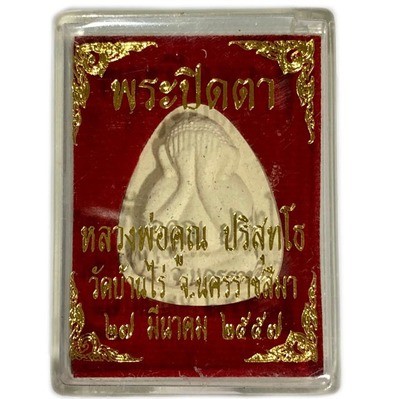 พระปิดตา
หลวงพ่อคูณ ปริสุทโธ
วัดบ้านไร่ จ.นครราชสีมา
๒๗ มีนาคม ๒๕๕๗